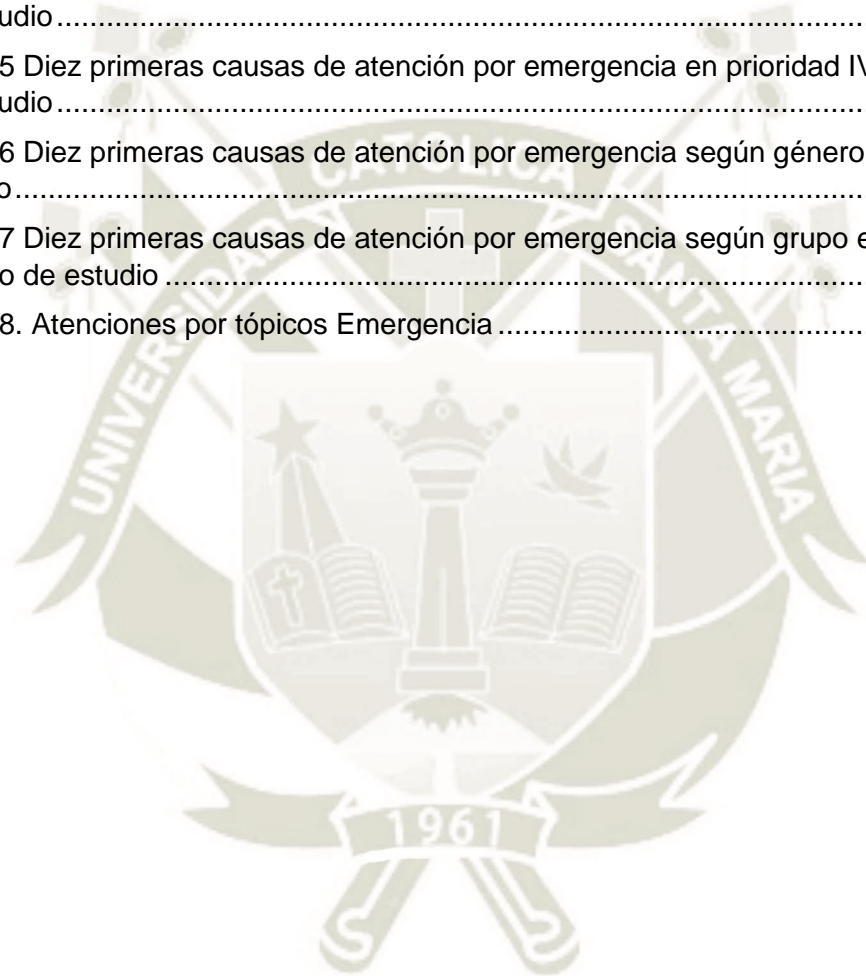 udio..........................................................................................................
5 Diez primeras causas de atención por emergencia en prioridad IV
udio..........................................................................................................
6 Diez primeras causas de atención por emergencia según género
o...............................................................................................................
7 Diez primeras causas de atención por emergencia según grupo e
o de estudio.............................................................................................
8. Atenciones por tópicos Emergencia....................................................
UNIVERSIDAD CATOLICA SANTA MARIA
1961